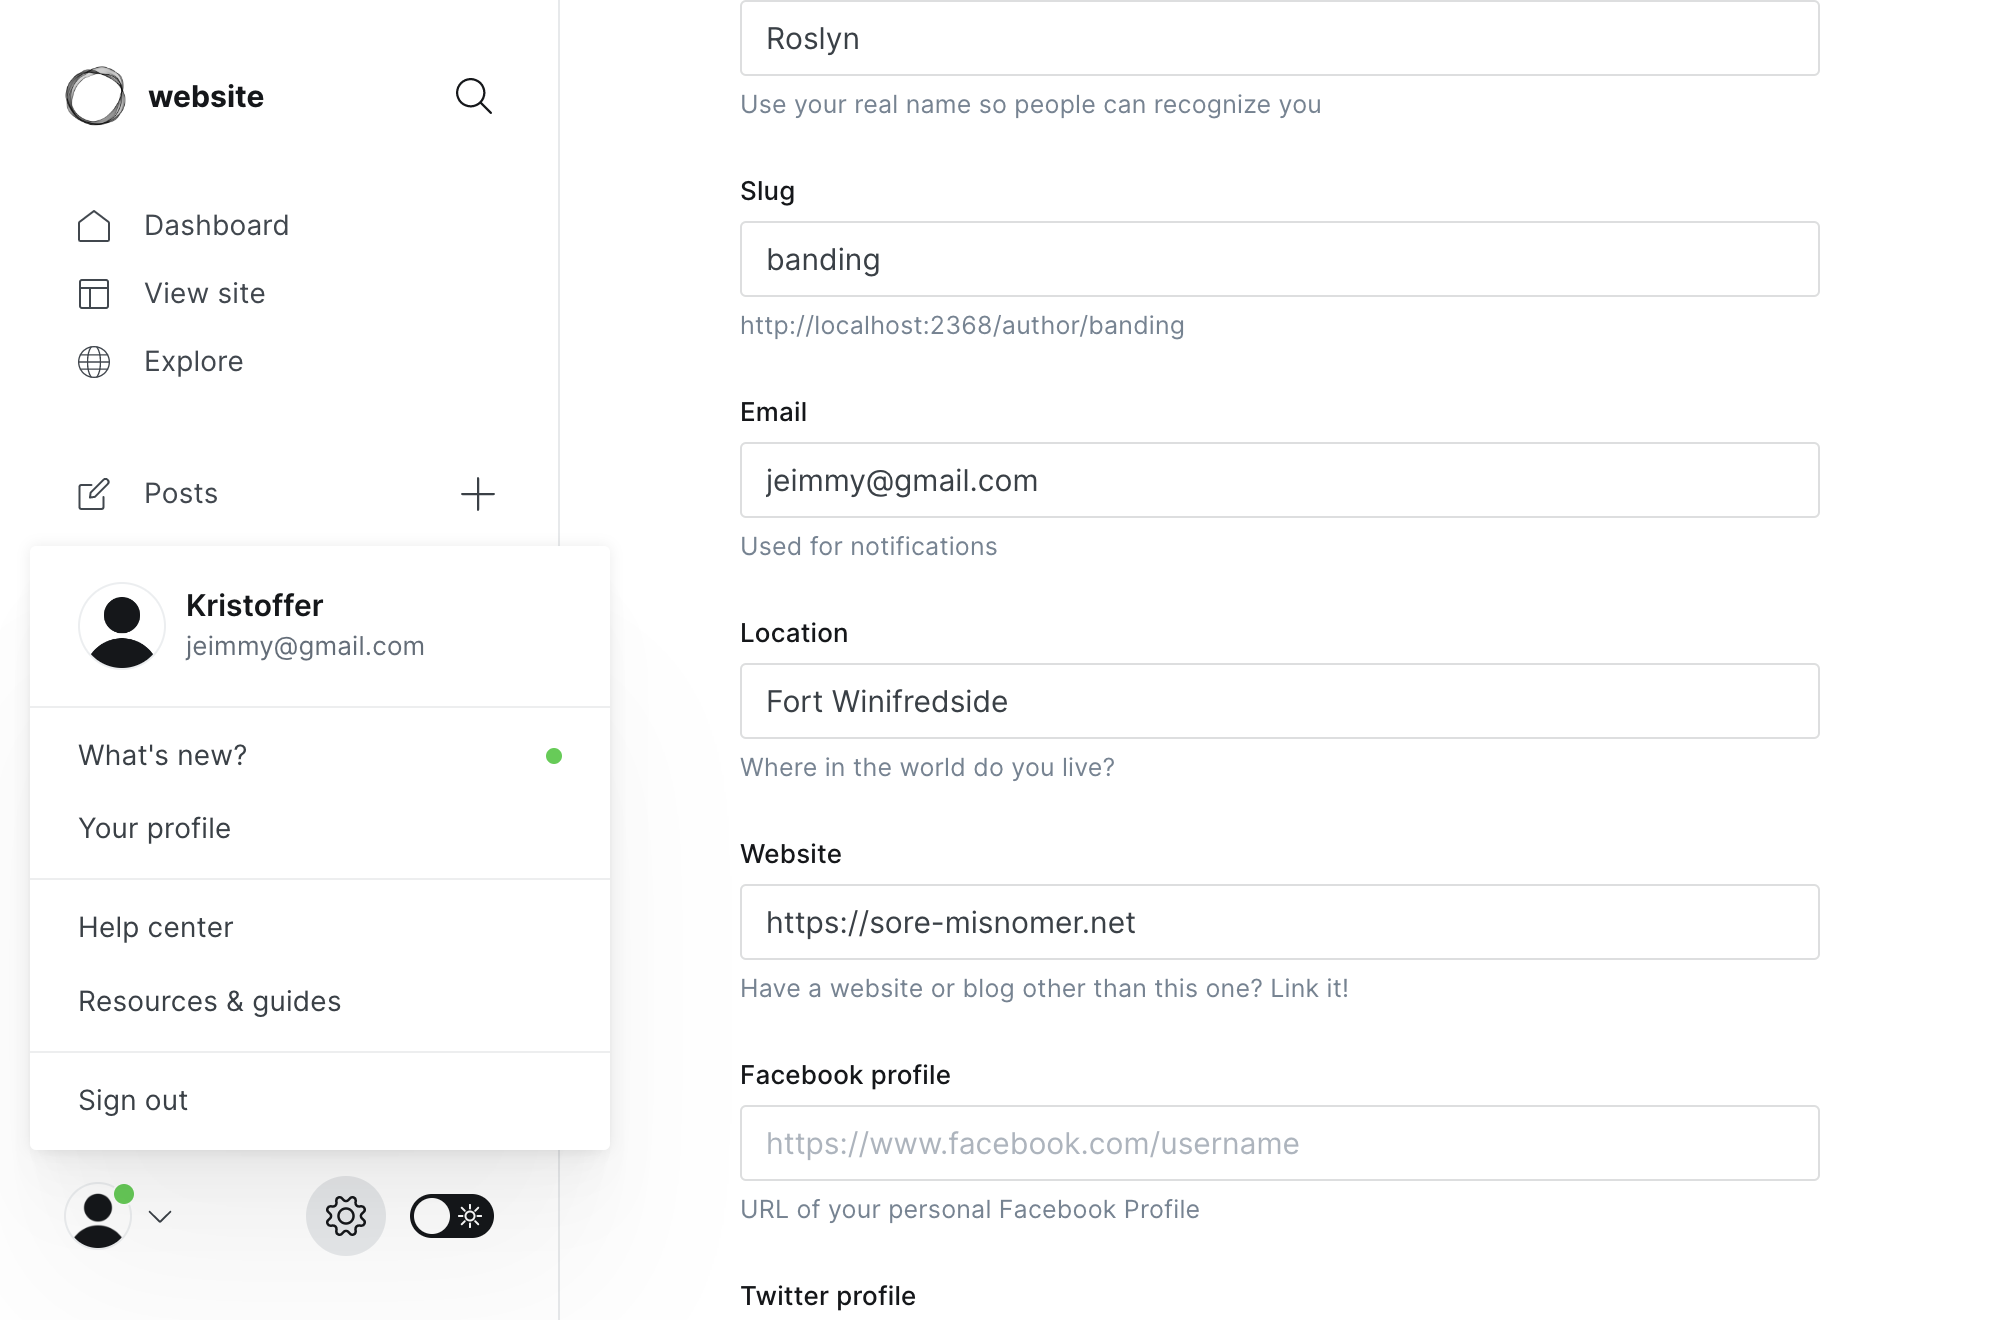 website
Dashboard
View site
Explore
Posts
Kristoffer
jeimmy@gmail.com
What's new?
Your profile
Help center
Resources & guides
Sign out
Roslyn
Use your real name so people can recognize you
Slug
banding
http://localhost:2368/author/banding
Email
jeimmy@gmail.com
Used for notifications
Location
Fort Winifredside
Where in the world do you live?
Website
https://sore-misnomer.net
Have a website or blog other than this one? Link it!
Facebook profile
https://www.facebook.com/username
URL of your personal Facebook Profile
Twitter profile